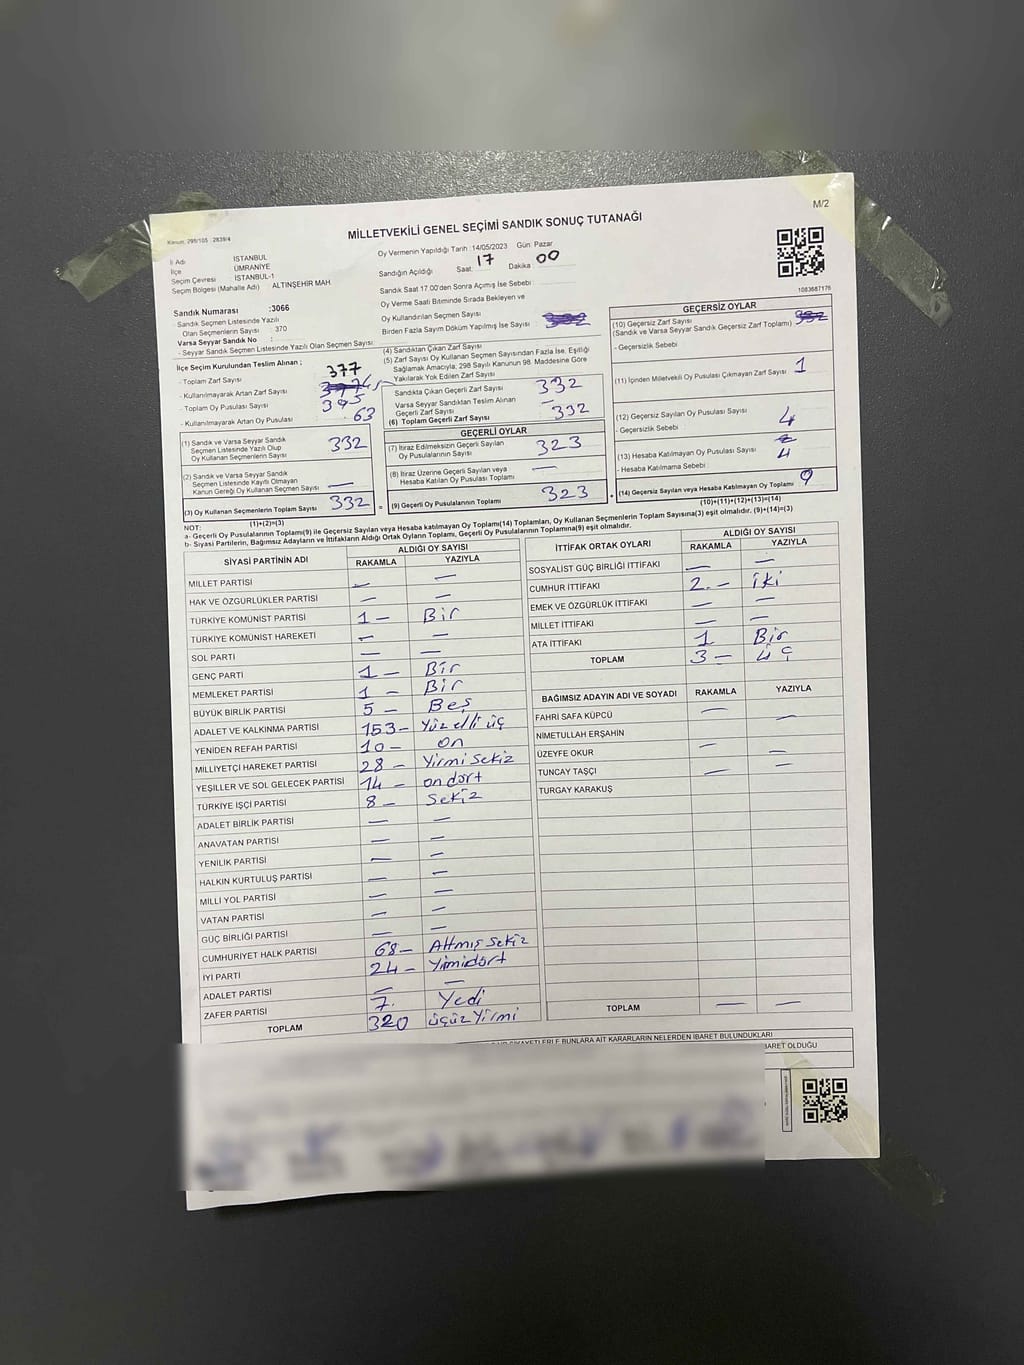 M/2
Kanun: 298/105 : 2839/4
MİLLETVEKİLİ GENEL SEÇİMİ SANDIK SONUÇ TUTANAĞI
İl Adı İSTANBUL
İlçe ÜMRANİYE
Seçim Çevresi İSTANBUL-1
Seçim Bölgesi (Mahalle Adı) ALTINŞEHİR MAH.
Sandık Numarası :3066
Sandık Seçmen Listesinde Yazılı
Olan Seçmenlerin Sayısı : 370
Varsa Seyyar Sandık No :
- Seyyar Sandık Seçmen Listesinde Yazılı Olan Seçmen Sayısı:
Oy Vermenin Yapıldığı Tarih :14/05/2023 Gün: Pazar
Sandığın Açıldığı Saat: 17 Dakika : 00
Sandık Saat 17.00'den Sonra Açımış İse Sebebi :
Oy Verme Saati Bitiminde Sırada Bekleyen ve
Oy Kullandırılan Seçmen Sayısı
Birden Fazla Sayım Döküm Yapılmış İse Sayısı :
1083687176
İlçe Seçim Kurulundan Teslim Alınan ;
- Toplam Zarf Sayısı 377
- Kullanılmayarak Artan Zarf Sayısı
- Toplam Oy Pusulası Sayısı 395
- Kullanılmayarak Artan Oy Pusulası 63
(1) Sandık ve Varsa Seyyar Sandık
Seçmen Listesinde Yazılı Olup
Oy Kullanan Seçmenlerin Sayısı 332
(2) Sandık ve Varsa Seyyar Sandık
Seçmen Listesinde Kayıtlı Olmayan
Kanun Gereği Oy Kullanan Seçmen Sayısı —
(3) Oy Kullanan Seçmenlerin Toplam Sayısı 332
(1)+(2)=(3)
(4) Sandıktan Çıkan Zarf Sayısı
(5) Zarf Sayısı Oy Kullanan Seçmen Sayısından Fazla İse, Eşitliği
Sağlamak Amacıyla; 298 Sayılı Kanunun 98. Maddesine Göre
Yakılarak Yok Edilen Zarf Sayısı
Sandıkta Çıkan Geçerli Zarf Sayısı 332
Varsa Seyyar Sandıktan Teslim Alınan
Geçerli Zarf Sayısı —
(6) Toplam Geçerli Zarf Sayısı 332
GEÇERLİ OYLAR
(7) İtiraz Edilmeksizin Geçerli Sayılan
Oy Pusulalarının Sayısı 323
(8) İtiraz Üzerine Geçerli Sayılan veya
Hesaba Katılan Oy Pusulası Toplamı —
(9) Geçerli Oy Pusulalarının Toplamı 323
GEÇERSİZ OYLAR
(10) Geçersiz Zarf Sayısı
(Sandık ve Varsa Seyyar Sandık Geçersiz Zarf Toplamı)
- Geçersizlik Sebebi
(11) İçinden Milletvekili Oy Pusulası Çıkmayan Zarf Sayısı 1
(12) Geçersiz Sayılan Oy Pusulası Sayısı 4
- Geçersizlik Sebebi
(13) Hesaba Katılmayan Oy Pusulası Sayısı 4
- Hesaba Katılmama Sebebi
(14) Geçersiz Sayılan veya Hesaba Katılmayan Oy Toplamı 9
(10)+(11)+(12)+(13)=(14)
NOT:
a- Geçerli Oy Pusulalarının Toplamı(9) ile Geçersiz Sayılan veya Hesaba katılmayan Oy Toplamı(14) Toplamları, Oy Kullanan Seçmenlerin Toplam Sayısına(3) eşit olmalıdır. (9)+(14)=(3)
b- Siyasi Partilerin, Bağımsız Adayların ve İttifakların Aldığı Ortak Oyların Toplamı, Geçerli Oy Pusulalarının Toplamına(9) eşit olmalıdır.
SİYASİ PARTİNİN ADI ALDIĞI OY SAYISI
RAKAMLA YAZIYLA
MİLLET PARTİSİ — —
HAK VE ÖZGÜRLÜKLER PARTİSİ — —
TÜRKİYE KOMÜNİST PARTİSİ 1 — Bir
TÜRKİYE KOMÜNİST HAREKETİ — —
SOL PARTİ — —
GENÇ PARTİ 1 — Bir
MEMLEKET PARTİSİ 1 — Bir
BÜYÜK BİRLİK PARTİSİ 5 — Beş
ADALET VE KALKINMA PARTİSİ 153 — Yüz elli üç
YENİDEN REFAH PARTİSİ 10 — on
MİLLİYETÇİ HAREKET PARTİSİ 28 — Yirmi Sekiz
YEŞİLLER VE SOL GELECEK PARTİSİ 14 — ondört
TÜRKİYE İŞÇİ PARTİSİ 8 — Sekiz
ADALET BİRLİK PARTİSİ — —
ANAVATAN PARTİSİ — —
YENİLİK PARTİSİ — —
HALKIN KURTULUŞ PARTİSİ — —
MİLLİ YOL PARTİSİ — —
VATAN PARTİSİ — —
GÜÇ BİRLİĞİ PARTİSİ — —
CUMHURİYET HALK PARTİSİ 68 — Altmış Sekiz
İYİ PARTİ 24 — Yimidört
ADALET PARTİSİ — —
ZAFER PARTİSİ 7. Yedi
TOPLAM 320 üçüz Yirmi
İTTİFAK ORTAK OYLARI ALDIĞI OY SAYISI
RAKAMLA YAZIYLA
SOSYALİST GÜÇ BİRLİĞİ İTTİFAKI — —
CUMHUR İTTİFAKI 2.— iki
EMEK VE ÖZGÜRLÜK İTTİFAKI — —
MİLLET İTTİFAKI — —
ATA İTTİFAKI 1 Bir
TOPLAM 3 — üç
BAĞIMSIZ ADAYIN ADI VE SOYADI RAKAMLA YAZIYLA
FAHRİ SAFA KÜPCÜ — —
NİMETULLAH ERŞAHİN
ÜZEYFE OKUR — —
TUNCAY TAŞÇI — —
TURGAY KARAKUŞ
TOPLAM — —
BUNLARA AİT KARARLARIN NELERDEN İBARET BULUNDUKLARI
İBARET OLDUĞU